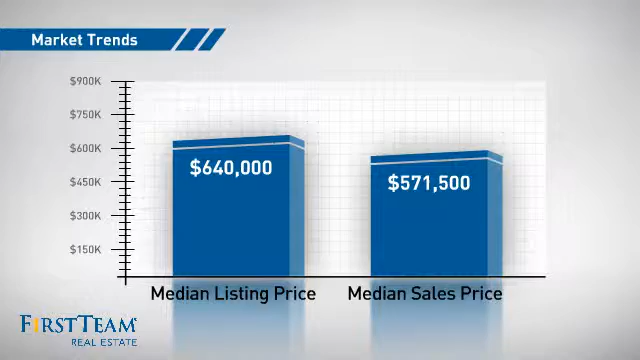 Market Trends
$900K
$750K
$600K
$450K
$300K
$150K
$640,000
$571,500
Median Listing Price
Median Sales Price
FIRSTTEAM®
REAL ESTATE